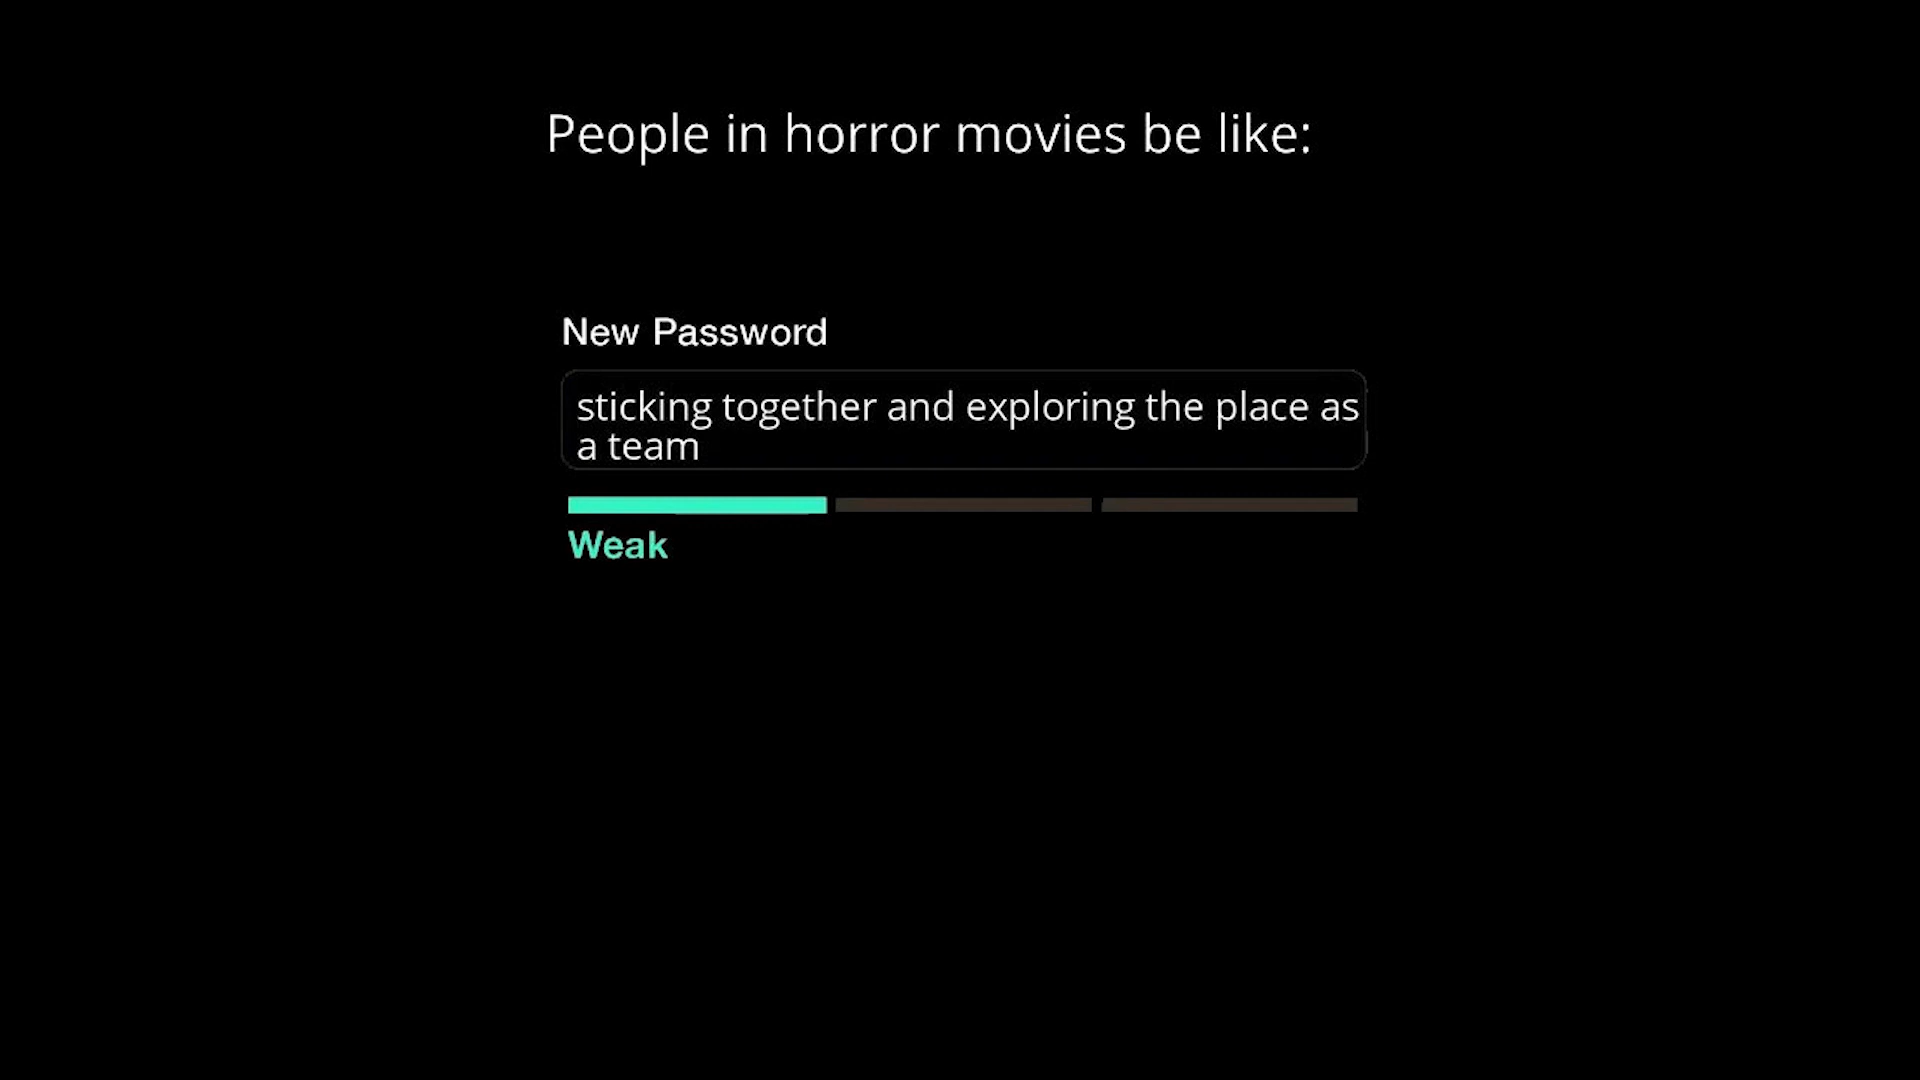 People in horror movies be like:
New Password
sticking together and exploring the place as
a team
Weak